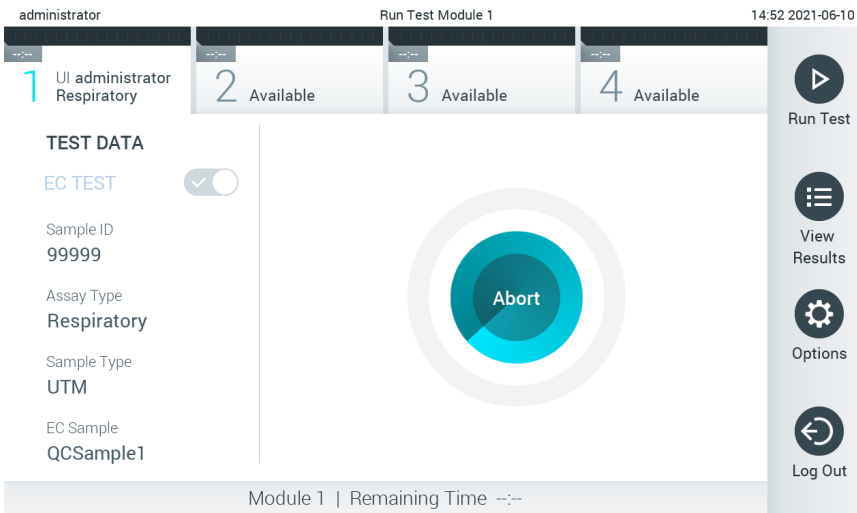 administrator
Run Test Module 1
14:52 2021-06-10
--:--
--:--
--:--
--:--
1 UI administrator
Respiratory
2 Available
3 Available
4 Available
Run Test
TEST DATA
EC TEST
Sample ID
99999
Assay Type
Respiratory
Sample Type
UTM
EC Sample
QCSample1
Abort
View
Results
Options
Log Out
Module 1 | Remaining Time --:--